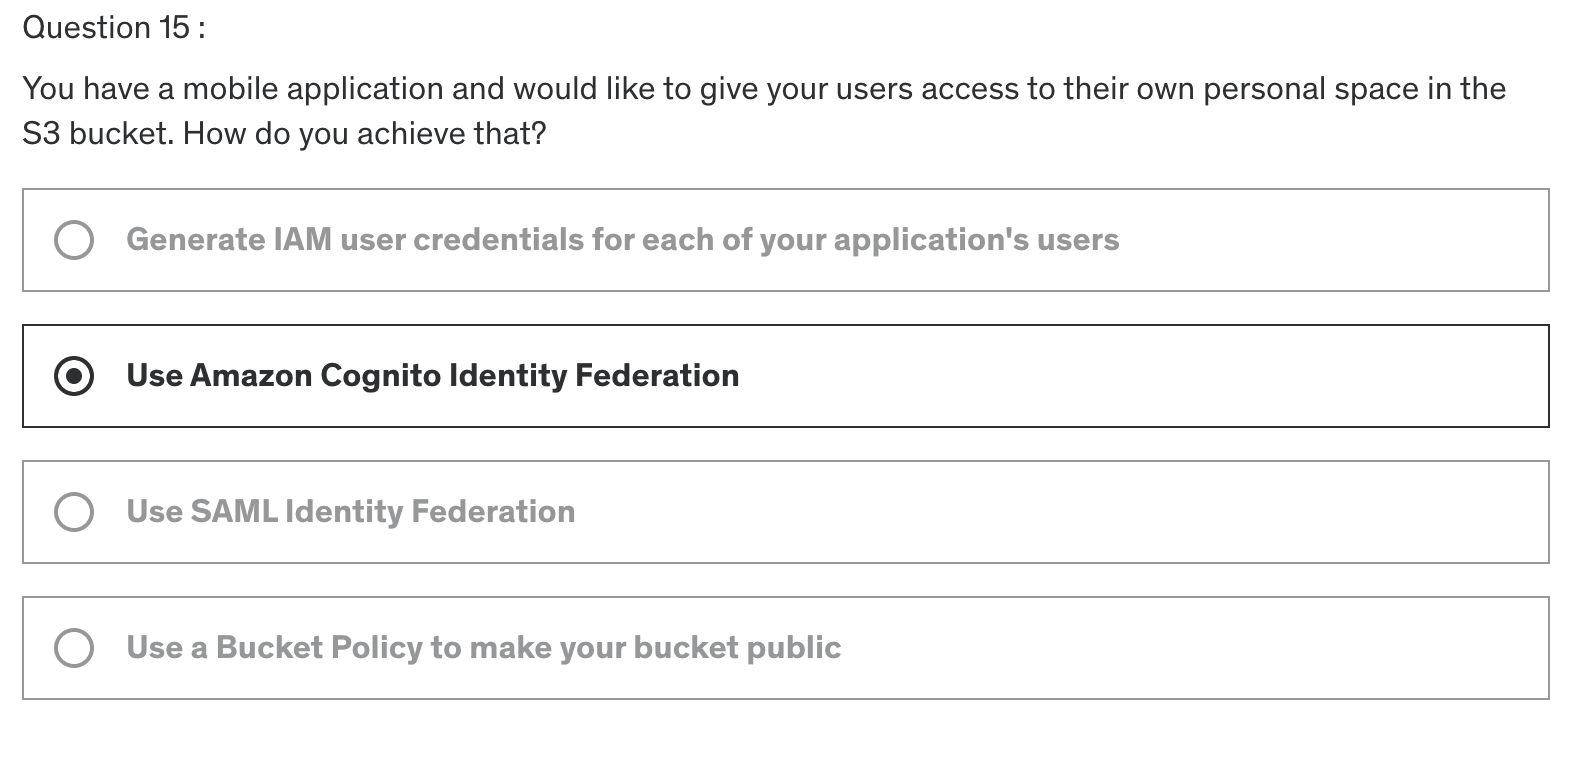 Question 15 :
You have a mobile application and would like to give your users access to their own personal space in the
S3 bucket. How do you achieve that?
Generate IAM user credentials for each of your application's users
Use Amazon Cognito Identity Federation
Use SAML Identity Federation
Use a Bucket Policy to make your bucket public